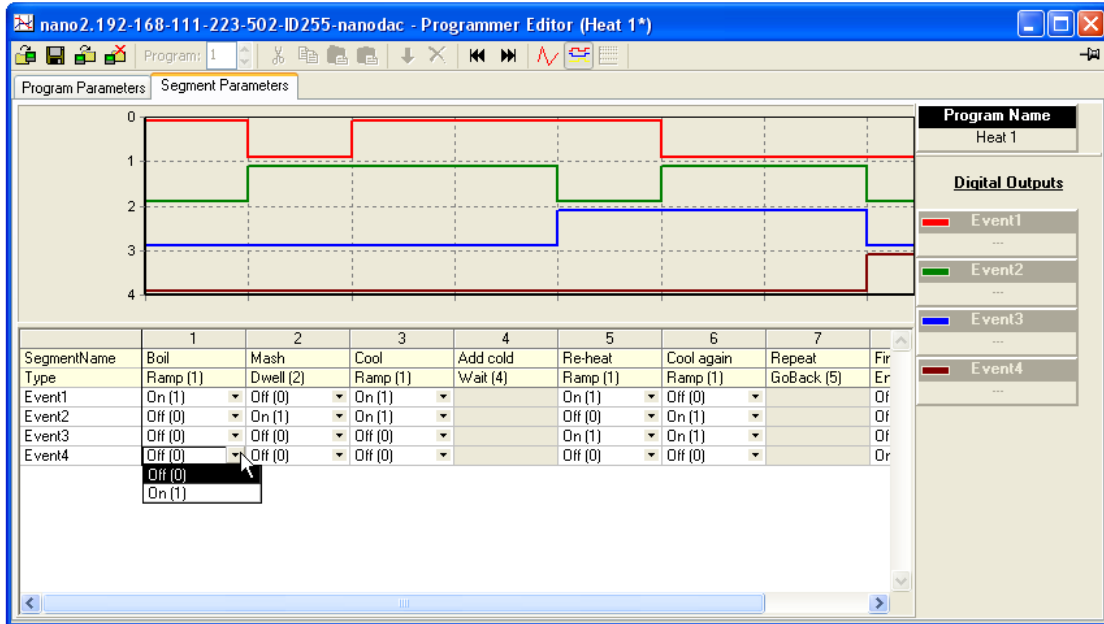 nano2.192-168-111-223-502-ID255-nanodac - Programmer Editor (Heat 1*)
Program: 1
Program Parameters Segment Parameters
0
1
2
3
4
Program Name
Heat 1
Digital Outputs
Event1
---
Event2
---
Event3
---
Event4
---
1 2 3 4 5 6 7
SegmentName Boil Mash Cool Add cold Re-heat Cool again Repeat Fir
Type Ramp (1) Dwell (2) Ramp (1) Wait (4) Ramp (1) Ramp (1) GoBack (5) Er
Event1 On (1) Off (0) On (1) On (1) Off (0) Of
Event2 Off (0) On (1) On (1) Off (0) On (1) Of
Event3 Off (0) Off (0) Off (0) On (1) On (1) Of
Event4 Off (0) Off (0) Off (0) Off (0) Off (0) Or
Off (0)
On (1)